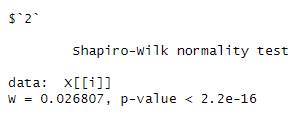 $`2`
Shapiro-Wilk normality test
data:  X[[i]]
W = 0.026807, p-value < 2.2e-16